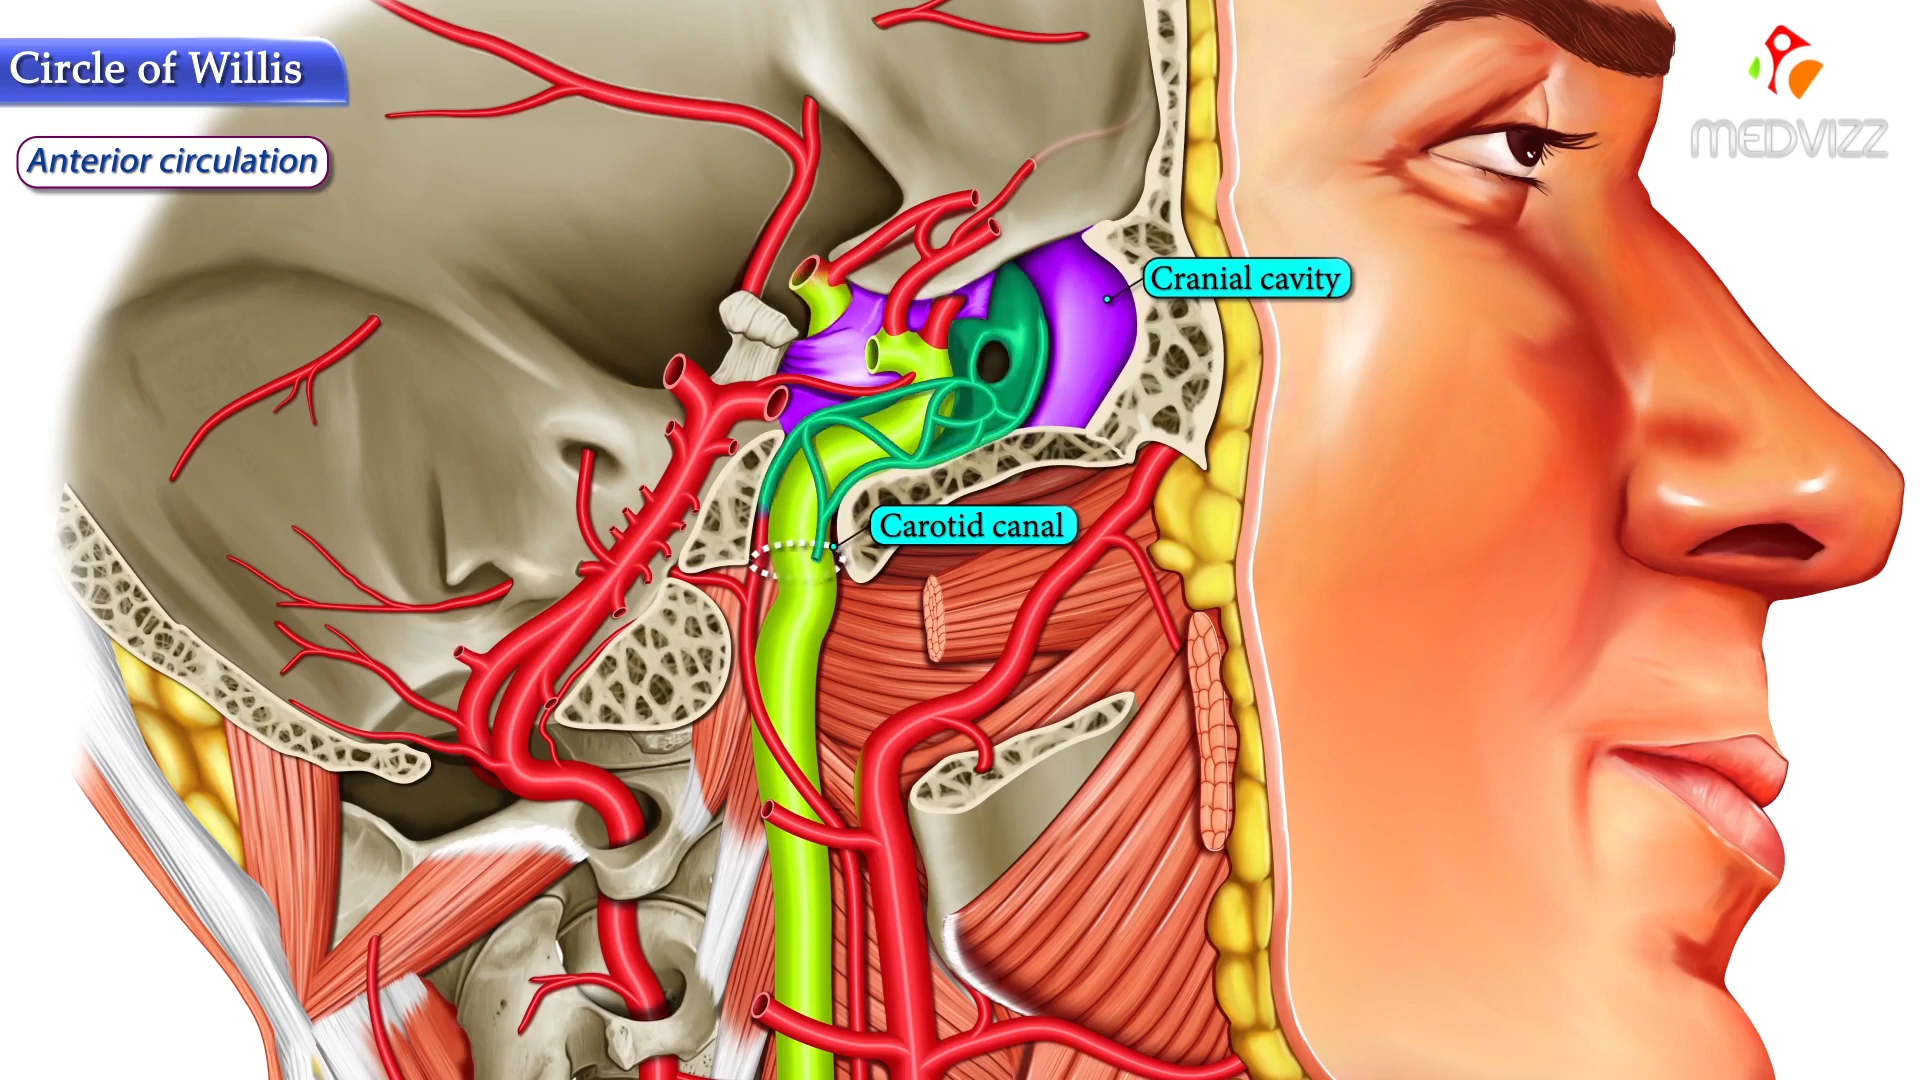 Circle of Willis
Anterior circulation
MEDVIZZ
Cranial cavity
Carotid canal